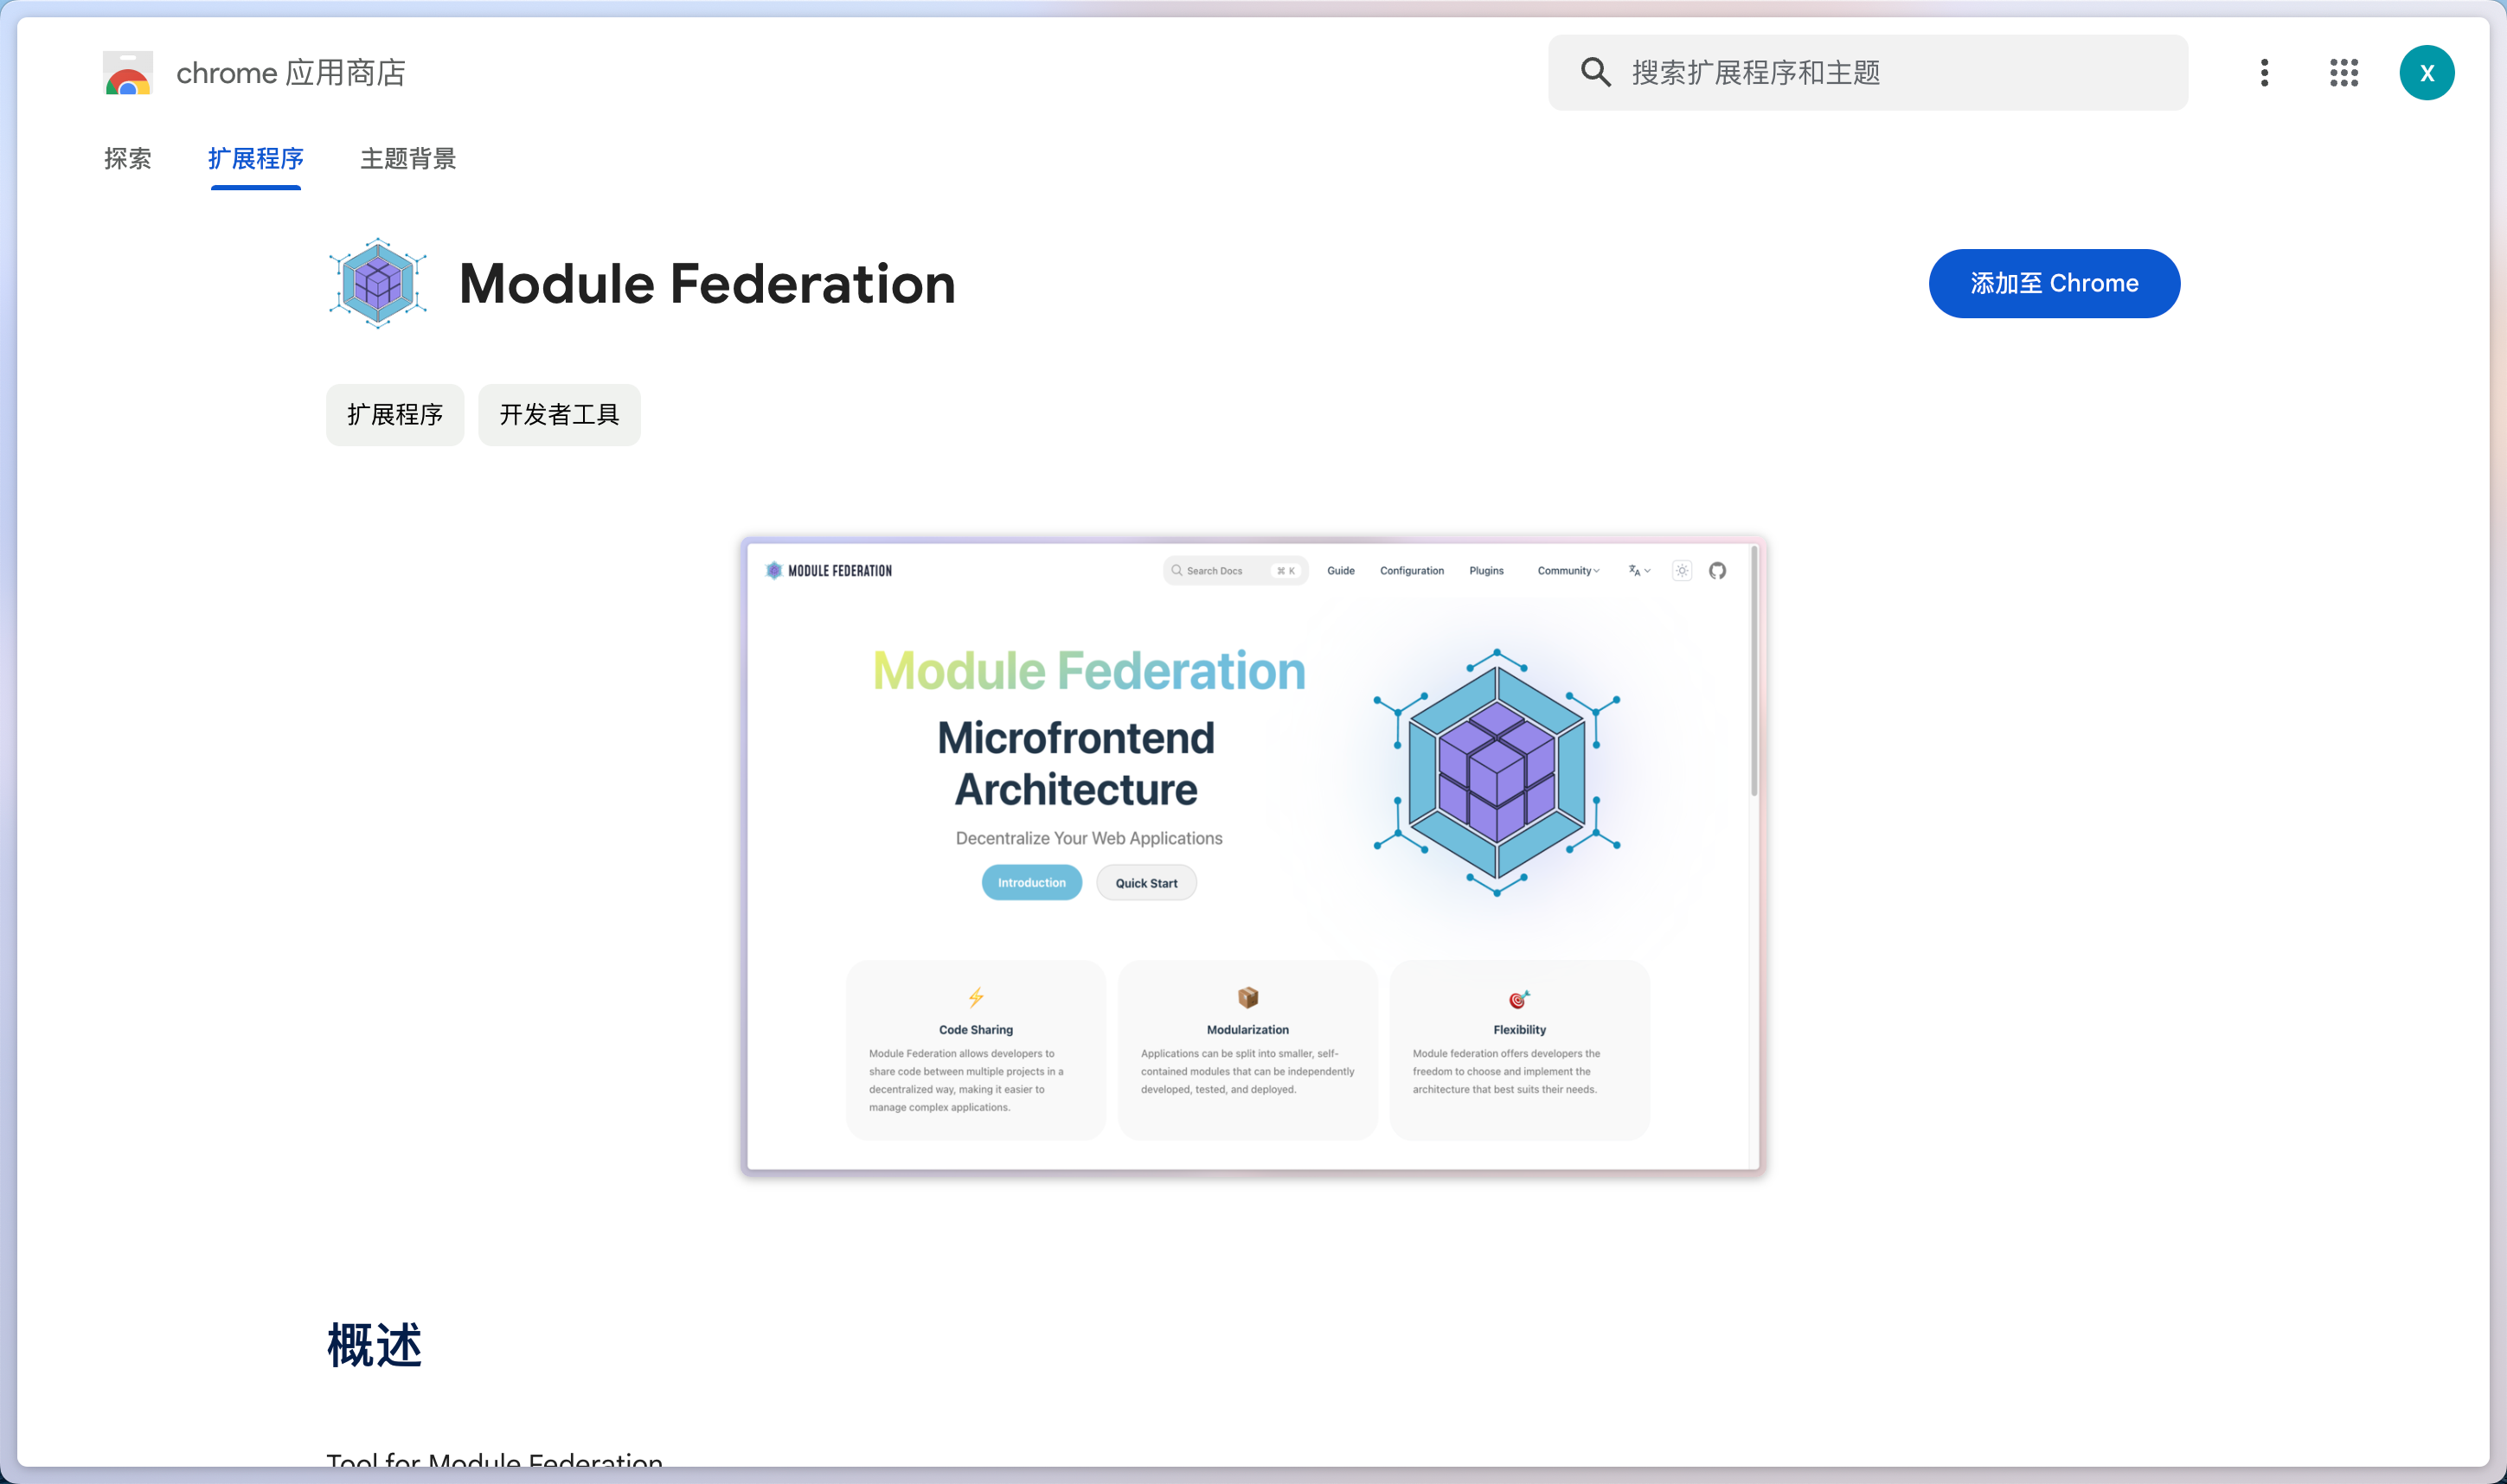 chrome 应用商店
搜索扩展程序和主题
X
探索
扩展程序
主题背景
Module Federation
添加至 Chrome
扩展程序
开发者工具
MODULE FEDERATION
Search Docs
⌘ K
Guide
Configuration
Plugins
Community
Module Federation
Microfrontend
Architecture
Decentralize Your Web Applications
Introduction
Quick Start
Code Sharing
Module Federation allows developers to
share code between multiple projects in a
decentralized way, making it easier to
manage complex applications.
Modularization
Applications can be split into smaller, self-
contained modules that can be independently
developed, tested, and deployed.
Flexibility
Module federation offers developers the
freedom to choose and implement the
architecture that best suits their needs.
概述
Tool for Module Federation